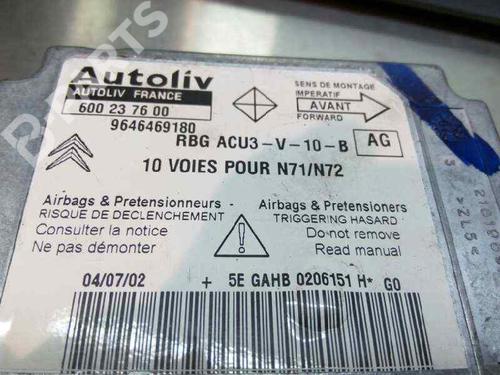 Autoliv
AUTOLIV FRANCE
600 23 76 00
9646469180
SENS DE MONTAGE
IMPERATIF
AVANT
FORWARD
RBG ACU3-V-10-B AG
10 VOIES POUR N71/N72
Airbags & Pretensionneurs -
RISQUE DE DECLENCHEMENT
Consulter la notice
Ne pas démonter
Airbags & Pretensioners
TRIGGERING HASARD -
Do-not remove
Read manual
04/07/02 + 5E GAHB 0206151 H* G0